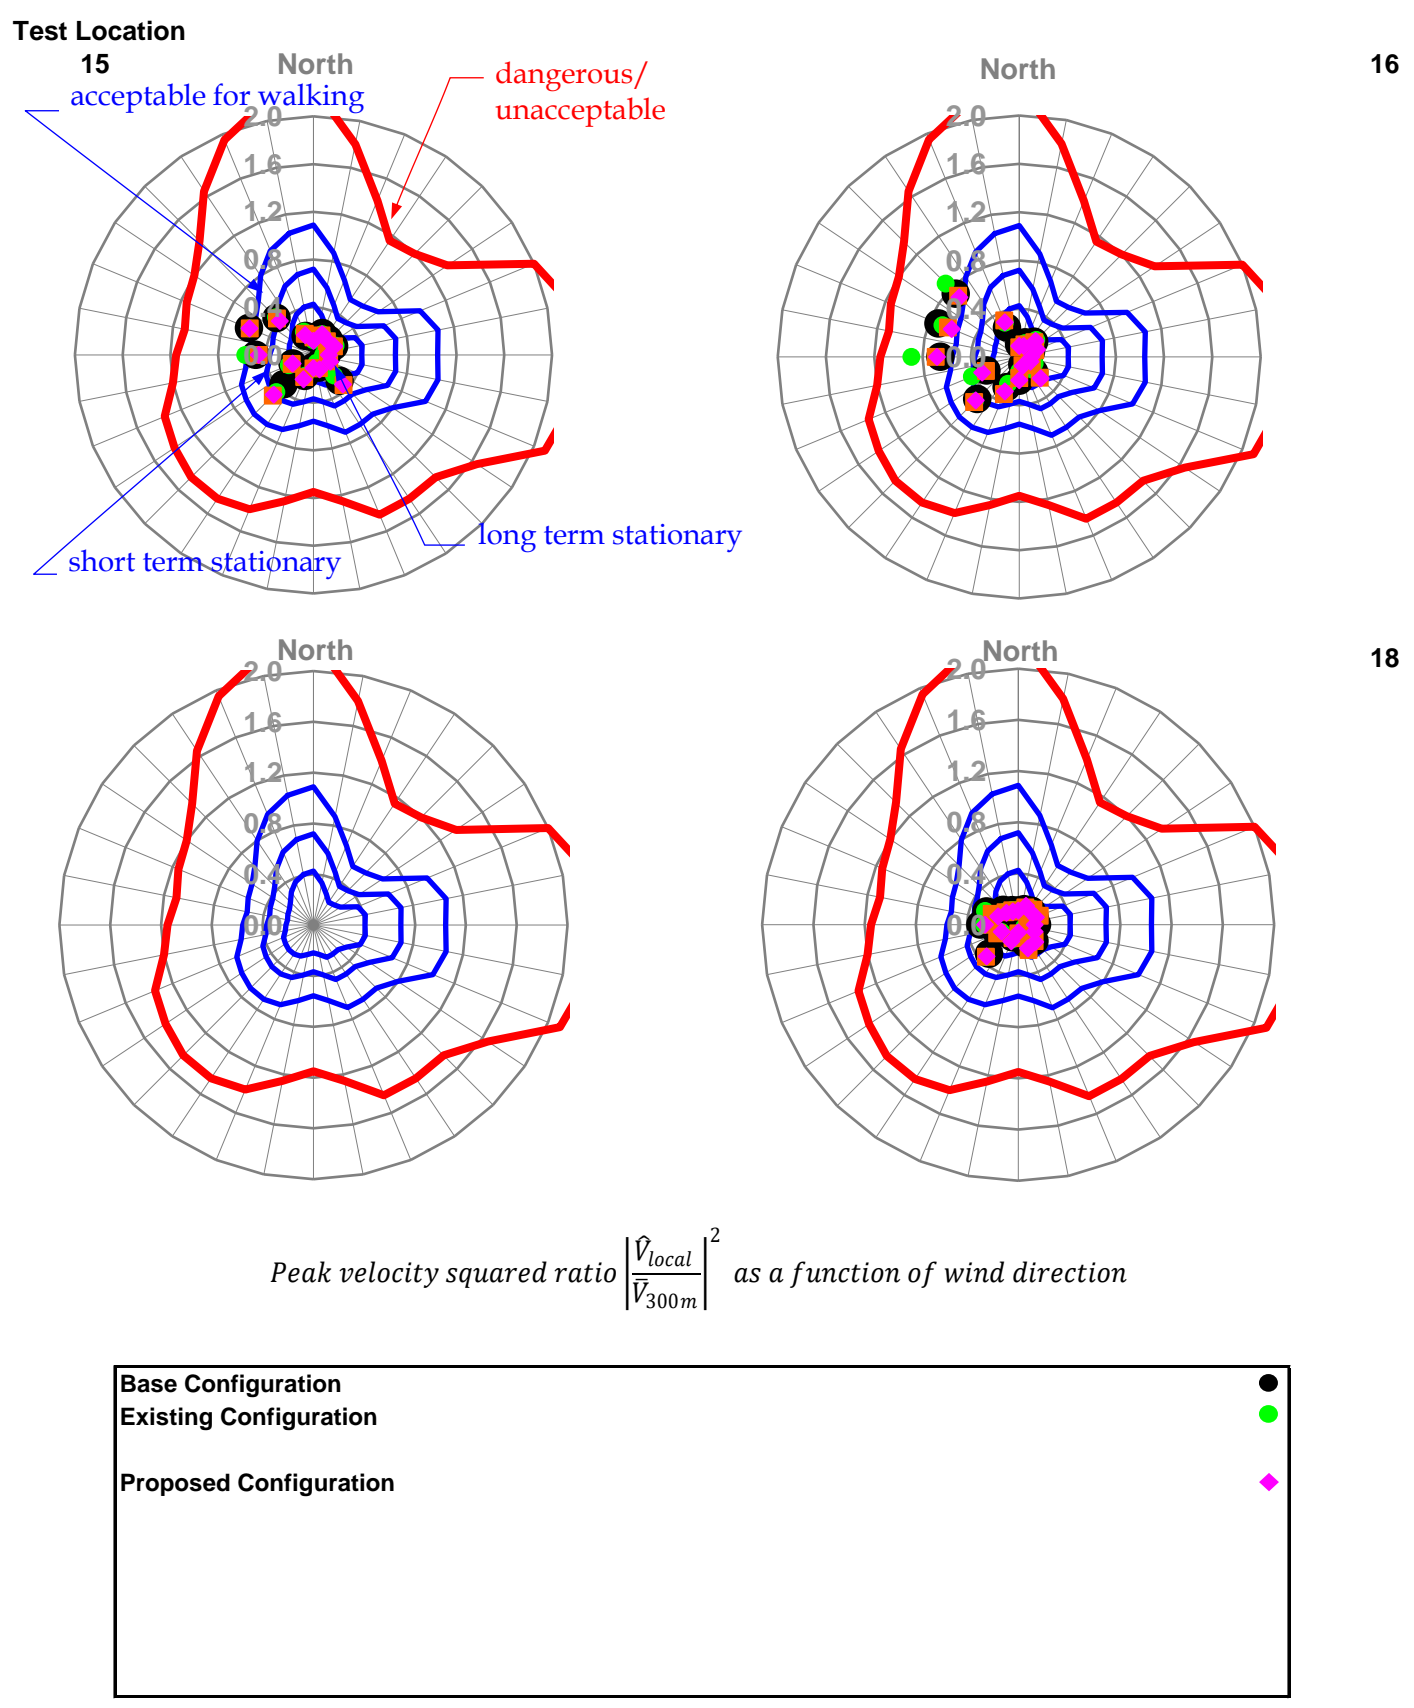 Test Location
15
North
dangerous/
unacceptable
acceptable for walking
2.0
1.6
1.2
0.8
0.4
0.0
long term stationary
short term stationary
North
16
2.0
1.6
1.2
0.8
0.4
0.0
North
2.0
1.6
1.2
0.8
0.4
0.0
North
18
2.0
1.6
1.2
0.8
0.4
0.0
Peak velocity squared ratio |V̂local / V̄300m|² as a function of wind direction
Base Configuration
Existing Configuration
Proposed Configuration